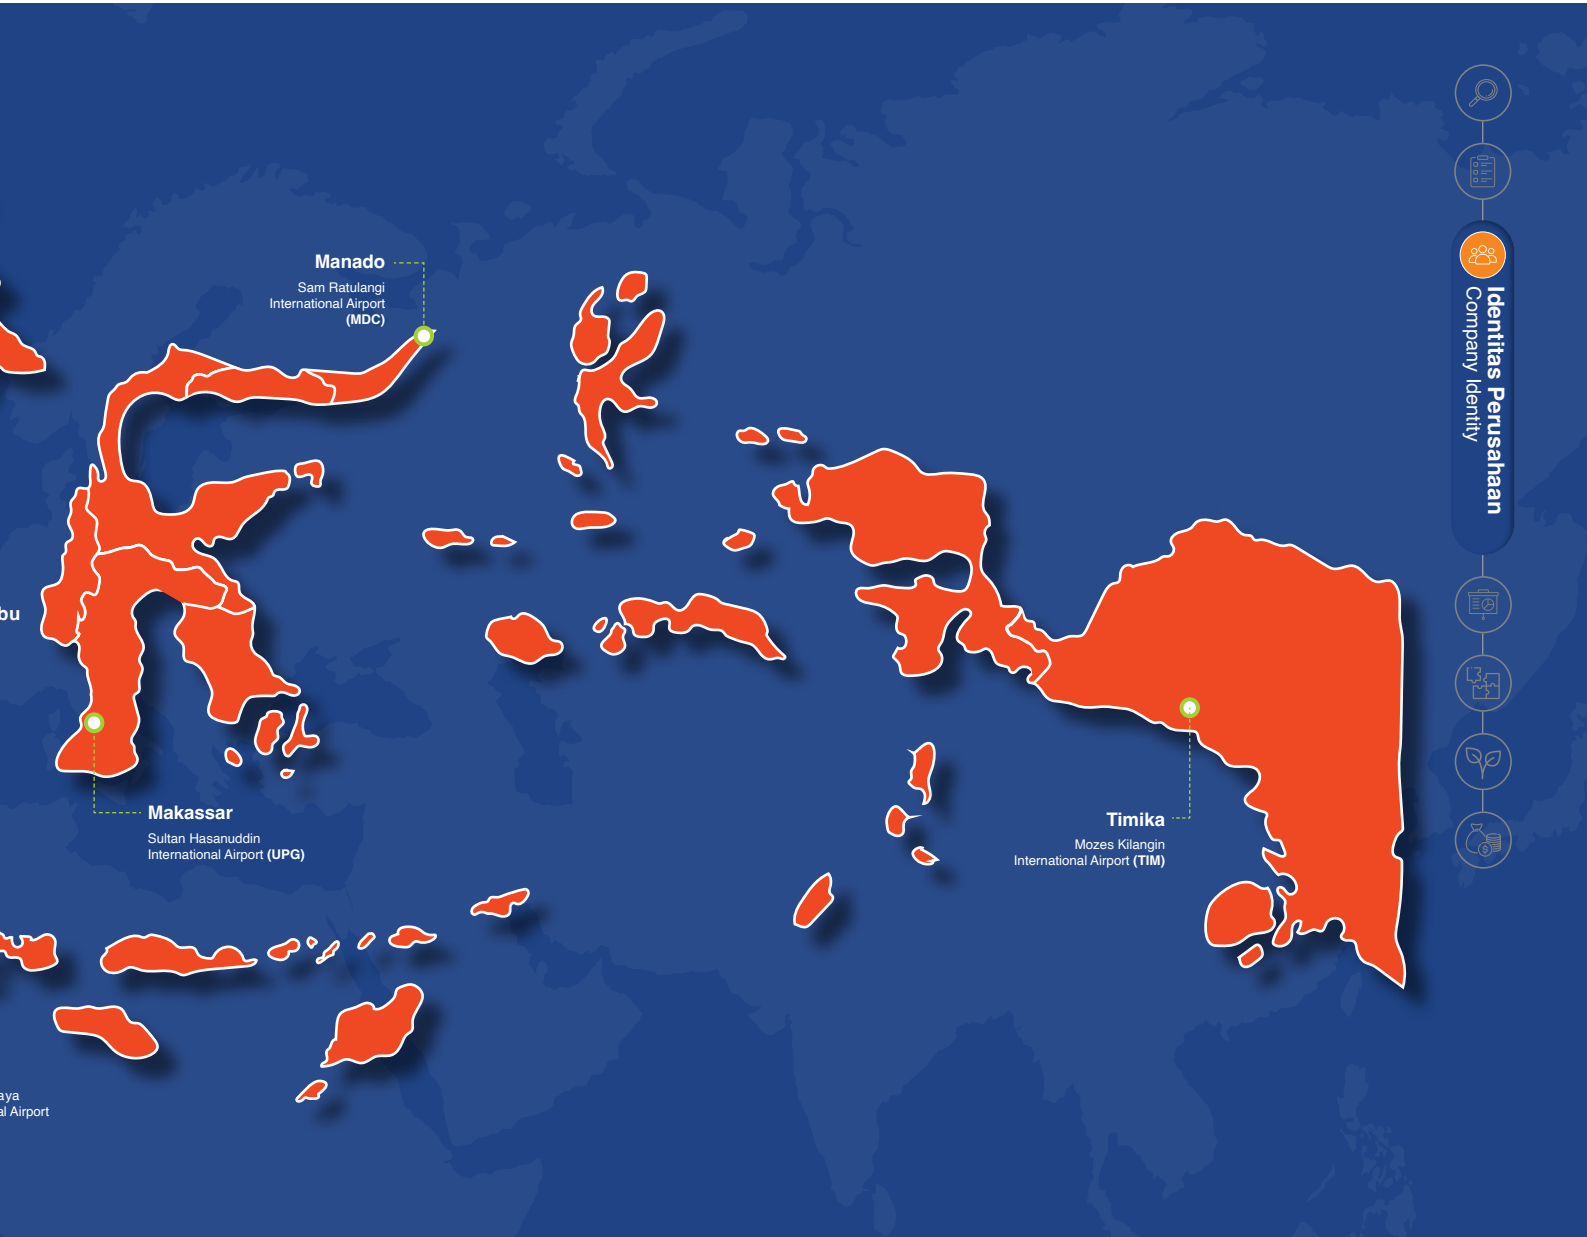 Manado
Sam Ratulangi
International Airport
(MDC)
Identitas Perusahaan
Company Identity
bu
Makassar
Sultan Hasanuddin
International Airport (UPG)
Timika
Mozes Kilangin
International Airport (TIM)
aya
al Airport